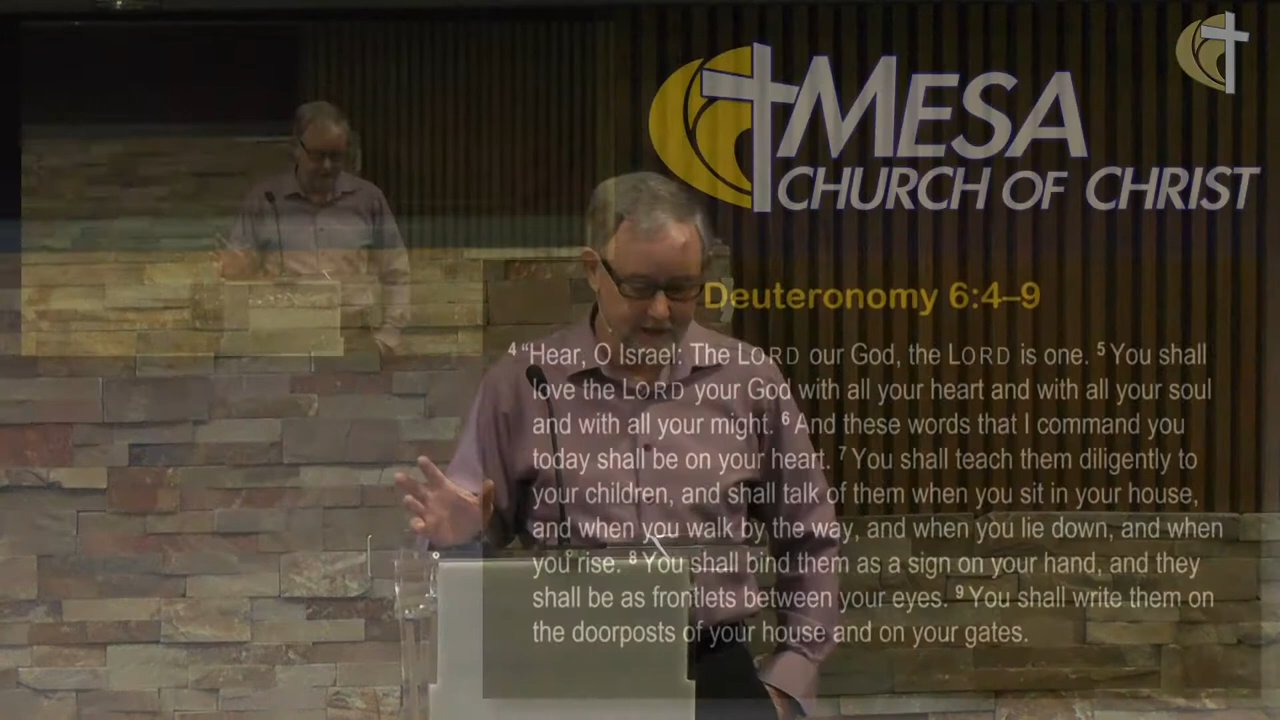 MESA
CHURCH OF CHRIST
Deuteronomy 6:4–9
4 “Hear, O Israel: The LORD our God, the LORD is one. 5 You shall
love the LORD your God with all your heart and with all your soul
and with all your might. 6 And these words that I command you
today shall be on your heart. 7 You shall teach them diligently to
your children, and shall talk of them when you sit in your house,
and when you walk by the way, and when you lie down, and when
you rise. 8 You shall bind them as a sign on your hand, and they
shall be as frontlets between your eyes. 9 You shall write them on
the doorposts of your house and on your gates.